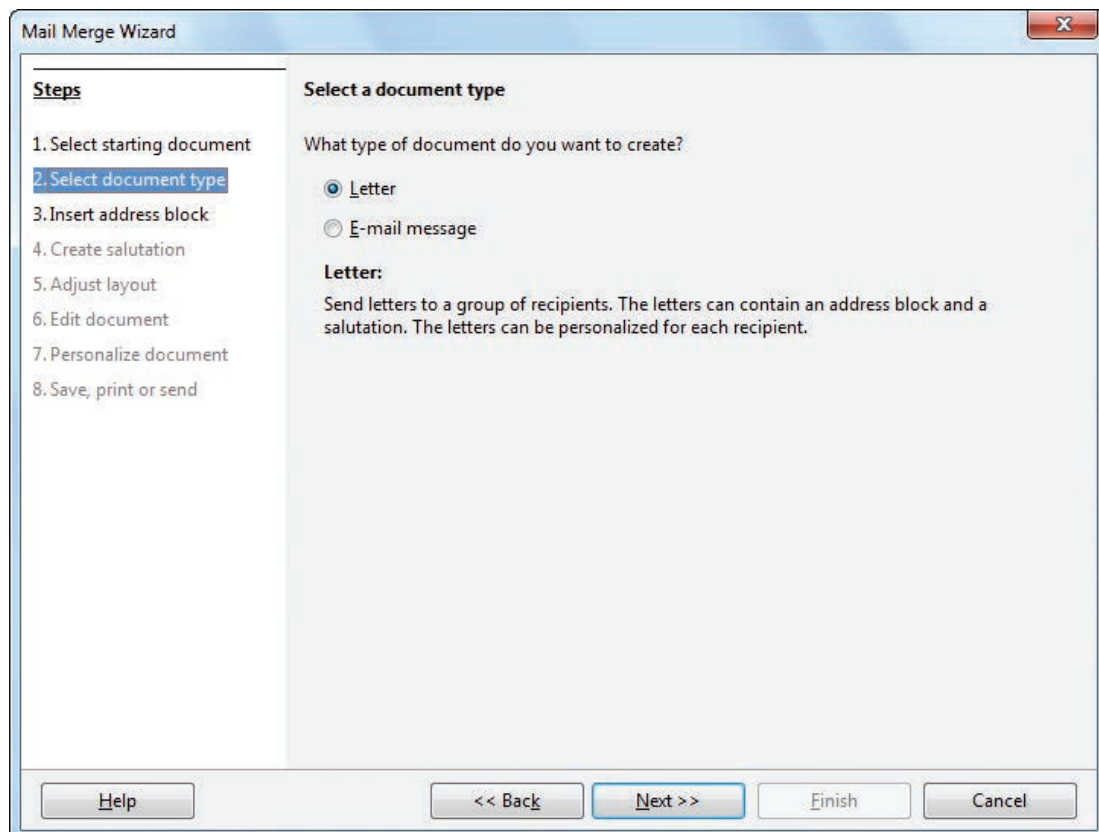 Mail Merge Wizard
Steps
1. Select starting document
2. Select document type
3. Insert address block
4. Create salutation
5. Adjust layout
6. Edit document
7. Personalize document
8. Save, print or send
Select a document type
What type of document do you want to create?
Letter
E-mail message
Letter:
Send letters to a group of recipients. The letters can contain an address block and a
salutation. The letters can be personalized for each recipient.
Help
<< Back
Next >>
Finish
Cancel